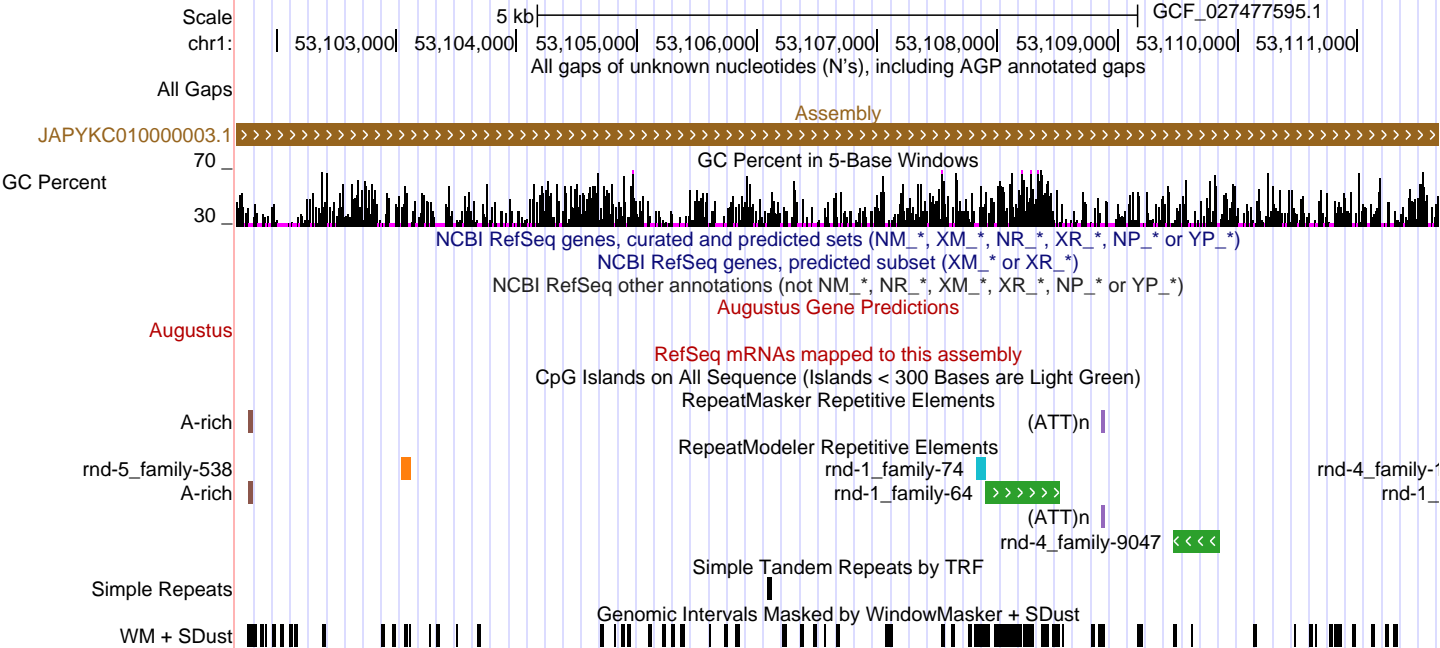 Scale 5 kb GCF_027477595.1
chr1: 53,103,000 53,104,000 53,105,000 53,106,000 53,107,000 53,108,000 53,109,000 53,110,000 53,111,000
All gaps of unknown nucleotides (N's), including AGP annotated gaps
All Gaps
Assembly
JAPYKC010000003.1
70 GC Percent in 5-Base Windows
GC Percent
30
NCBI RefSeq genes, curated and predicted sets (NM_*, XM_*, NR_*, XR_*, NP_* or YP_*)
NCBI RefSeq genes, predicted subset (XM_* or XR_*)
NCBI RefSeq other annotations (not NM_*, NR_*, XM_*, XR_*, NP_* or YP_*)
Augustus Gene Predictions
Augustus
RefSeq mRNAs mapped to this assembly
CpG Islands on All Sequence (Islands < 300 Bases are Light Green)
RepeatMasker Repetitive Elements
A-rich (ATT)n
RepeatModeler Repetitive Elements
rnd-5_family-538 rnd-1_family-74 rnd-4_family-1
A-rich rnd-1_family-64 rnd-1_
(ATT)n
rnd-4_family-9047
Simple Tandem Repeats by TRF
Simple Repeats
Genomic Intervals Masked by WindowMasker + SDust
WM + SDust